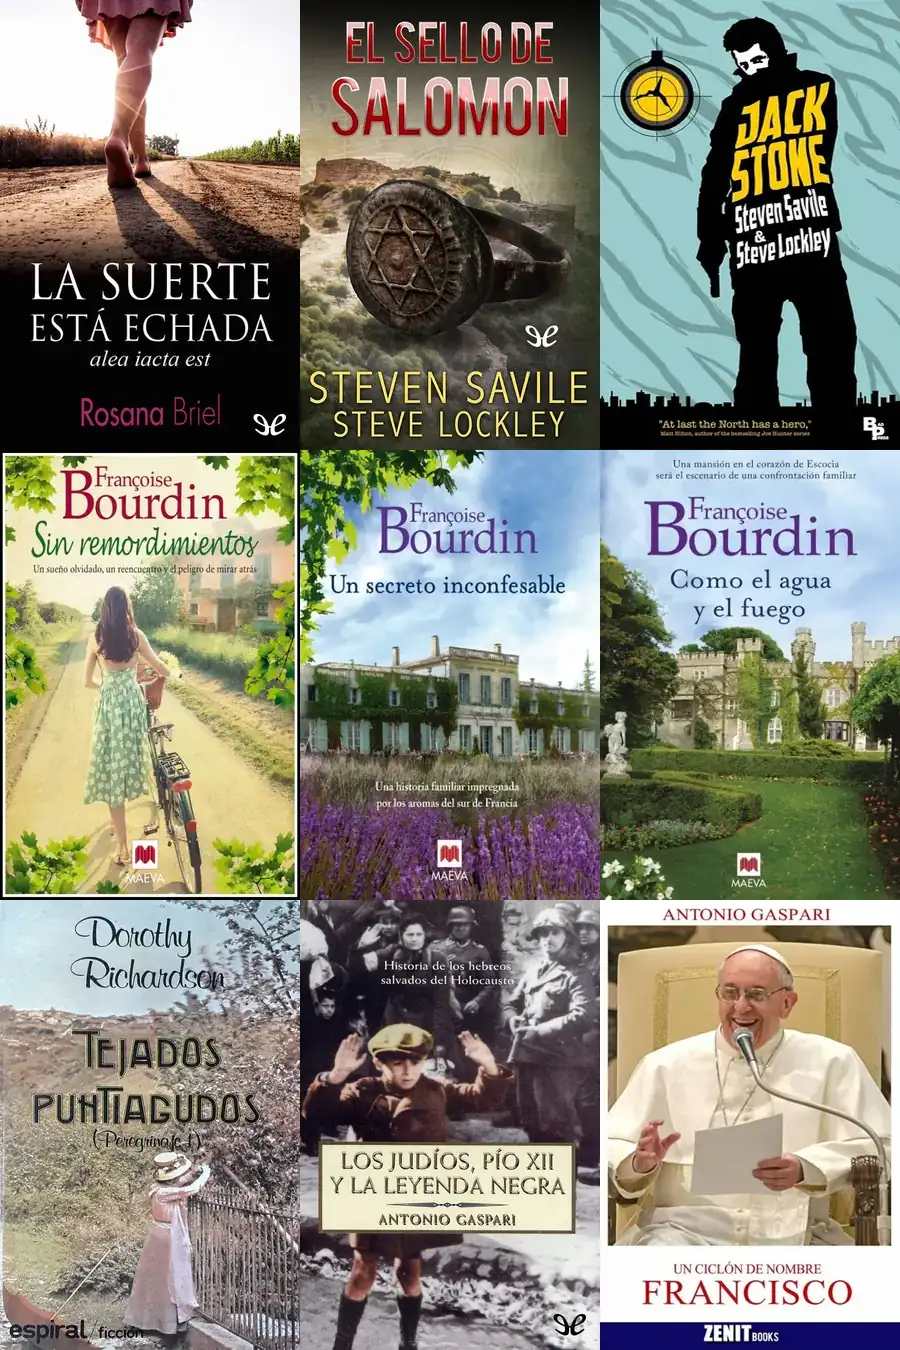 LA SUERTE
ESTÁ ECHADA
alea iacta est
Rosana Briel
EL SELLO DE
SALOMON
STEVEN SAVILE
STEVE LOCKLEY
JACK
STONE
Steven Savile
&
Steve Lockley
"At last the North has a hero,"
Matt Hilton, author of the bestselling Joe Hunter series
Françoise
Bourdin
Sin remordimientos
Un sueño olvidado, un reencuentro y el peligro de mirar atrás
MAEVA
Françoise
Bourdin
Un secreto inconfesable
Una historia familiar impregnada
por los aromas del sur de Francia
MAEVA
Una mansión en el corazón de Escocia
será el escenario de una confrontación familiar
Françoise
Bourdin
Como el agua
y el fuego
MAEVA
Dorothy
Richardson
TEJADOS
PUNTIAGUDOS
(Peregrinaje 1)
espiral ficción
Historia de los hebreos
salvados del Holocausto
LOS JUDÍOS, PÍO XII
Y LA LEYENDA NEGRA
ANTONIO GASPARI
ANTONIO GASPARI
UN CICLÓN DE NOMBRE
FRANCISCO
ZENIT BOOKS